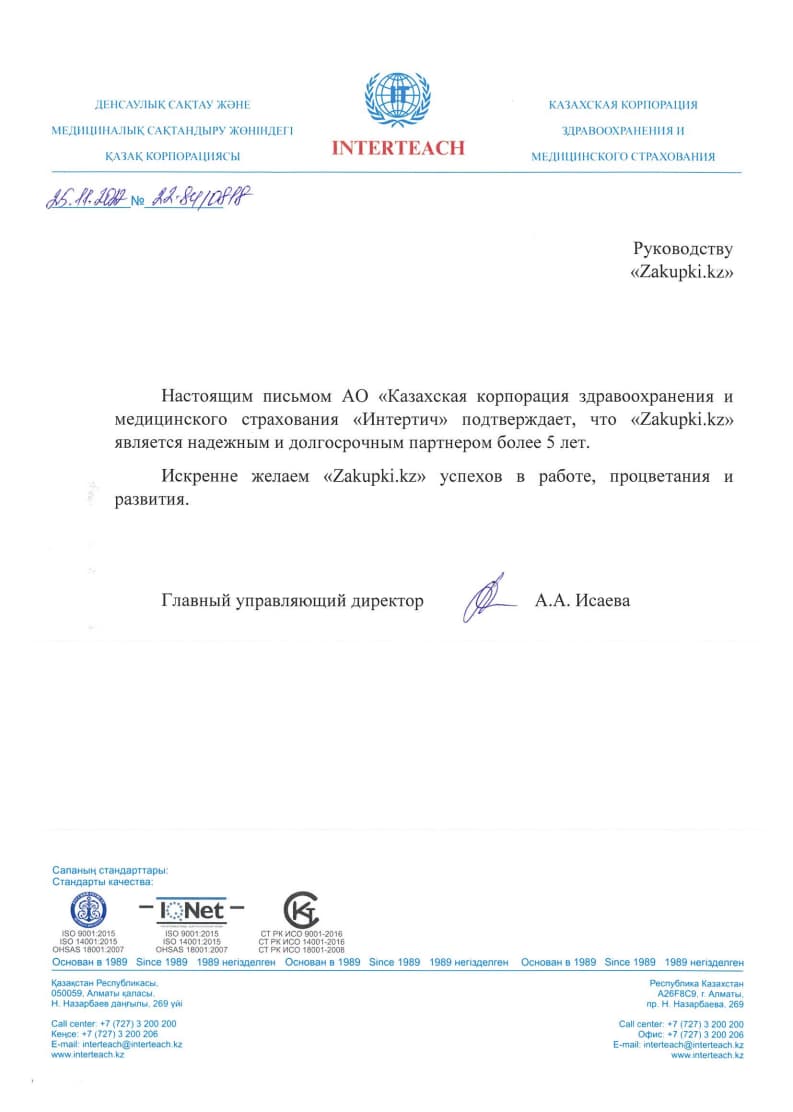 ДЕНСАУЛЫҚ САҚТАУ ЖӘНЕ
МЕДИЦИНАЛЫҚ САҚТАНДЫРУ ЖӨНІНДЕГІ
ҚАЗАҚ КОРПОРАЦИЯСЫ
IT
INTERTEACH
КАЗАХСКАЯ КОРПОРАЦИЯ
ЗДРАВООХРАНЕНИЯ И
МЕДИЦИНСКОГО СТРАХОВАНИЯ
№
Руководству
«Zakupki.kz»
Настоящим письмом АО «Казахская корпорация здравоохранения и
медицинского страхования «Интертич» подтверждает, что «Zakupki.kz»
является надежным и долгосрочным партнером более 5 лет.
Искренне желаем «Zakupki.kz» успехов в работе, процветания и
развития.
Главный управляющий директор А.А. Исаева
Сапаның стандарттары:
Стандарты качества:
IQNet
ISO 9001:2015
ISO 14001:2015
OHSAS 18001:2007
ISO 9001:2015
ISO 14001:2015
OHSAS 18001:2007
СТ РК ИСО 9001-2016
СТ РК ИСО 14001-2016
СТ РК ИСО 18001-2008
Основан в 1989 Since 1989 1989 негізделген Основан в 1989 Since 1989 1989 негізделген Основан в 1989 Since 1989 1989 негізделген
Қазақстан Республикасы,
050059, Алматы қаласы,
Н. Назарбаев даңғылы, 269 үйі
Call center: +7 (727) 3 200 200
Кеңсе: +7 (727) 3 200 206
E-mail: interteach@interteach.kz
www.interteach.kz
Республика Казахстан
A26F8C9, г. Алматы,
пр. Н. Назарбаева, 269
Call center: +7 (727) 3 200 200
Офис: +7 (727) 3 200 206
E-mail: interteach@interteach.kz
www.interteach.kz